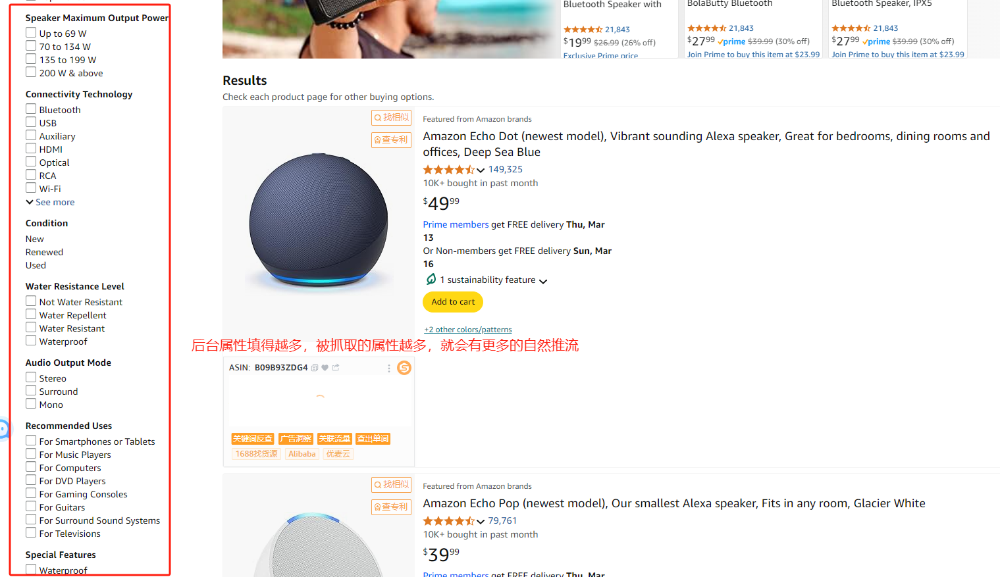 Speaker Maximum Output Power
Up to 69 W
70 to 134 W
135 to 199 W
200 W & above
Connectivity Technology
Bluetooth
USB
Auxiliary
HDMI
Optical
RCA
Wi-Fi
See more
Condition
New
Renewed
Used
Water Resistance Level
Not Water Resistant
Water Repellent
Water Resistant
Waterproof
Audio Output Mode
Stereo
Surround
Mono
Recommended Uses
For Smartphones or Tablets
For Music Players
For Computers
For DVD Players
For Gaming Consoles
For Guitars
For Surround Sound Systems
For Televisions
Special Features
Waterproof
Bluetooth Speaker with
21,843
$19.99 $26.99 (26% off)
Exclusive Prime price
BolaButty Bluetooth
21,843
$27.99 prime $39.99 (30% off)
Join Prime to buy this item at $23.99
Bluetooth Speaker, IPX5
21,843
$27.99 prime $39.99 (30% off)
Join Prime to buy this item at $23.99
Results
Check each product page for other buying options.
找相似
查专利
Featured from Amazon brands
Amazon Echo Dot (newest model), Vibrant sounding Alexa speaker, Great for bedrooms, dining rooms and
offices, Deep Sea Blue
149,325
10K+ bought in past month
$49.99
Prime members get FREE delivery Thu, Mar
13
Or Non-members get FREE delivery Sun, Mar
16
1 sustainability feature
Add to cart
+2 other colors/patterns
后台属性填得越多，被抓取的属性越多，就会有更多的自然推流
ASIN: B09B93ZDG4
关键词反查 广告洞察 关联流量 查出单词
1688找货源 Alibaba 优麦云
找相似
查专利
Featured from Amazon brands
Amazon Echo Pop (newest model), Our smallest Alexa speaker, Fits in any room, Glacier White
79,761
10K+ bought in past month
$39.99
Prime members get FREE delivery Thu, Mar